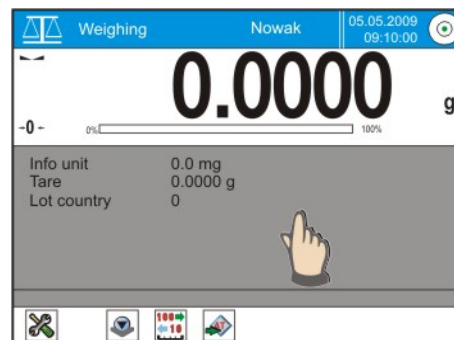 Weighing Nowak 05.05.2009
09:10:00
0.0000 g
-0-
0% 100%
Info unit 0.0 mg
Tare 0.0000 g
Lot country 0
100
10